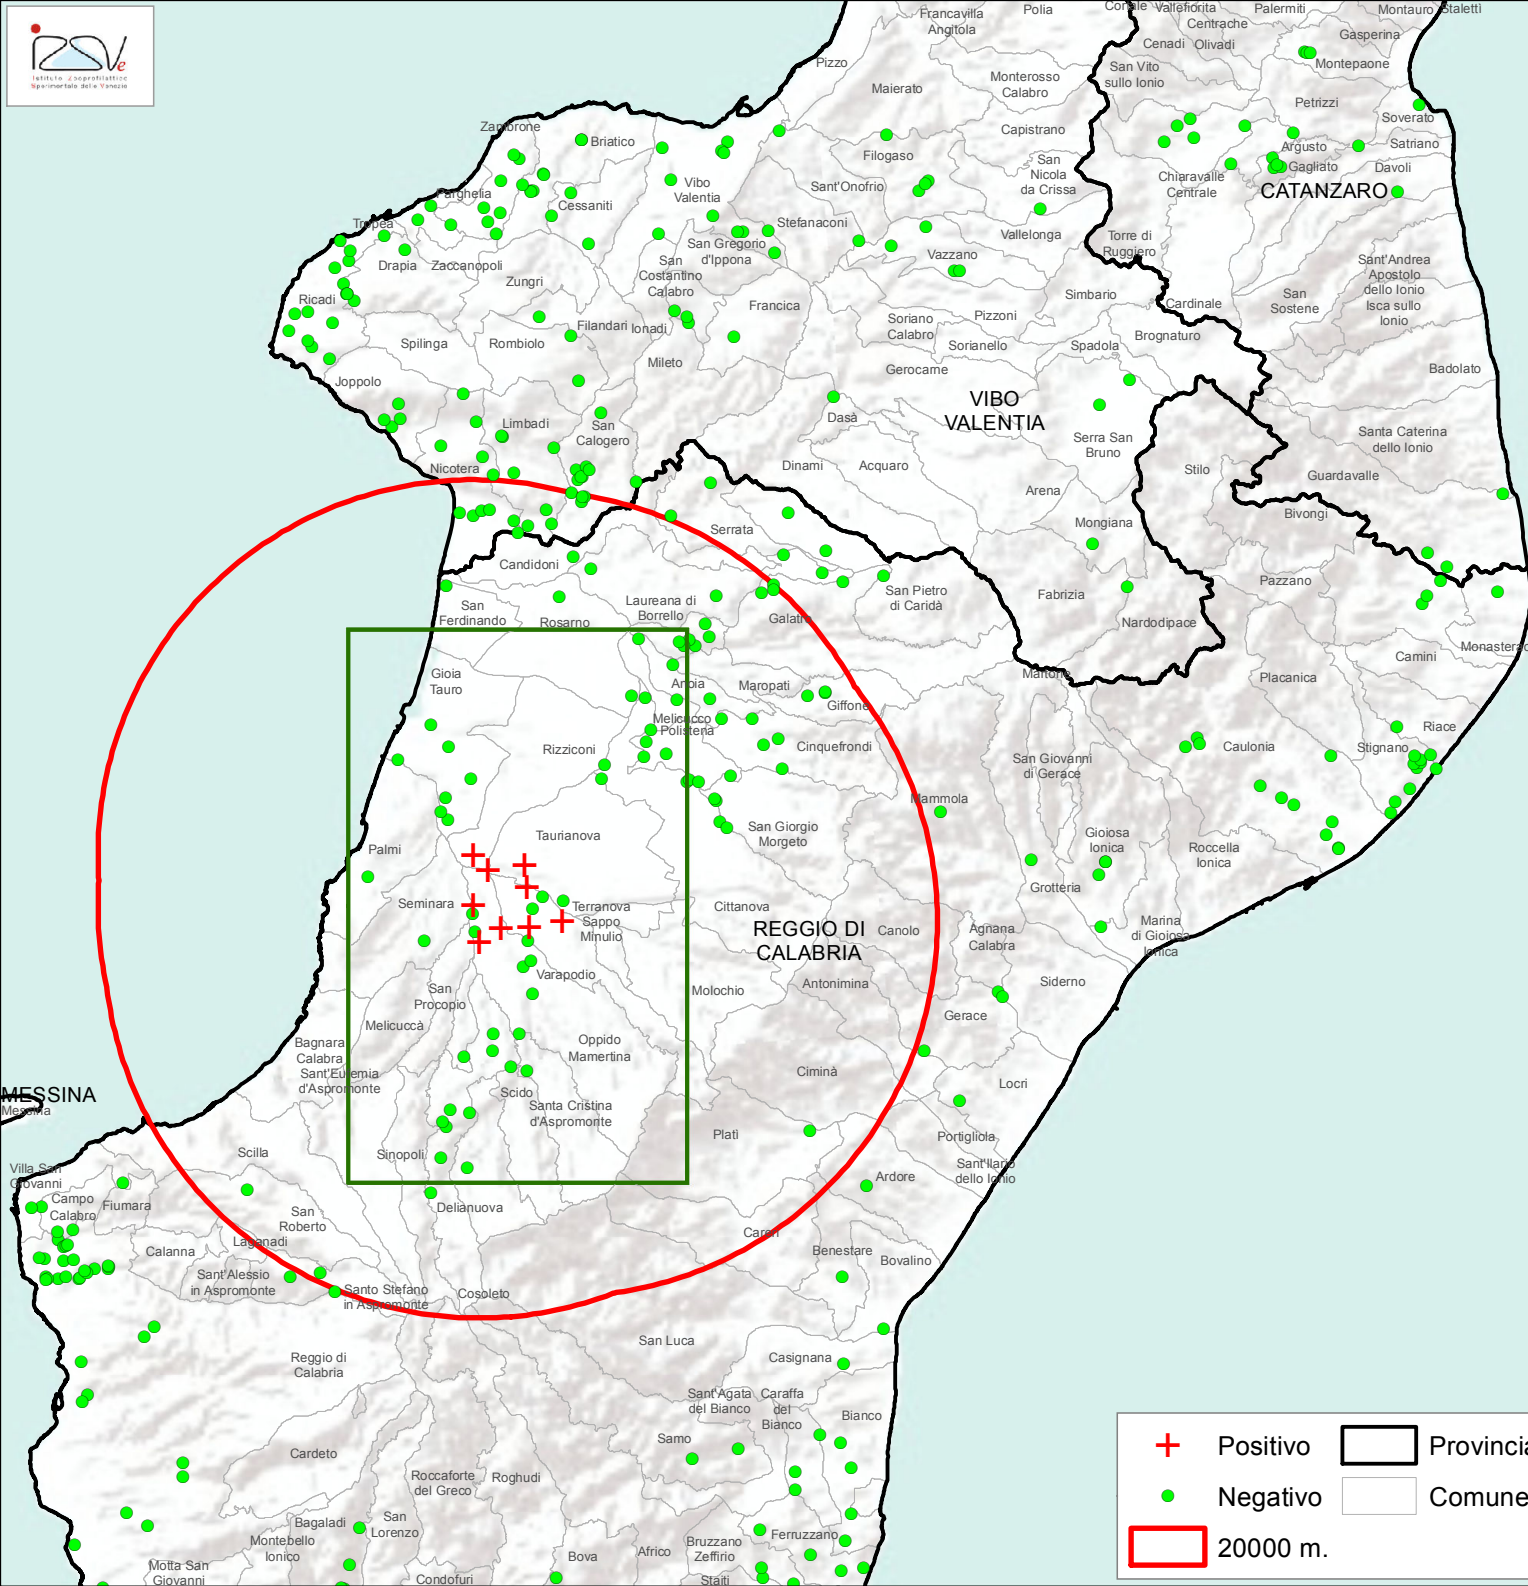 IZSVe
Istituto Zooprofilattico
Sperimentale delle Venezie
Francavilla
Angitola
Polia
Vallefiorita
Centrache
Palermiti
Montauro
Stalettì
Cenadi
Olivadi
Gasperina
Pizzo
San Vito
sullo Ionio
Montepaone
Maierato
Monterosso
Calabro
Petrizzi
Soverato
Zambrone
Briatico
Capistrano
Argusto
Satriano
Filogaso
San
Nicola
da Crissa
Gagliato
Davoli
Parghelia
Vibo
Valentia
Sant'Onofrio
Chiaravalle
Centrale
CATANZARO
Cessaniti
Tropea
Stefanaconi
Vallelonga
Torre di
Ruggiero
San Gregorio
d'Ippona
Vazzano
Drapia
Zaccanopoli
San
Costantino
Calabro
Sant'Andrea
Apostolo
dello Ionio
Isca sullo
Ionio
Zungri
Simbario
Cardinale
San
Sostene
Ricadi
Francica
Filandari
Ionadi
Soriano
Calabro
Pizzoni
Brognaturo
Spilinga
Rombiolo
Sorianello
Spadola
Mileto
Gerocarne
Badolato
Joppolo
VIBO
VALENTIA
Dasà
Limbadi
San
Calogero
Serra San
Bruno
Santa Caterina
dello Ionio
Nicotera
Dinami
Acquaro
Stilo
Guardavalle
Arena
Bivongi
Serrata
Mongiana
Candidoni
Pazzano
San Pietro
di Caridà
Fabrizia
San
Ferdinando
Rosarno
Laureana di
Borrello
Galatro
Nardodipace
Monasterace
Camini
Gioia
Tauro
Anoia
Maropati
Martone
Placanica
Giffone
Melicucco
Polistena
Riace
Rizziconi
Cinquefrondi
Caulonia
Stignano
San Giovanni
di Gerace
Mammola
Taurianova
San Giorgio
Morgeto
Gioiosa
Ionica
Palmi
Roccella
Ionica
Grotteria
Seminara
Terranova
Sappo
Minulio
Cittanova
REGGIO DI
CALABRIA
Canolo
Agnana
Calabra
Marina
di Gioiosa
Ionica
Varapodio
Molochio
Antonimina
Siderno
San
Procopio
Gerace
Melicuccà
Bagnara
Calabra
Oppido
Mamertina
Sant'Eufemia
d'Aspromonte
Ciminà
Locri
MESSINA
Messina
Scido
Santa Cristina
d'Aspromonte
Platì
Portigliola
Scilla
Sinopoli
Sant'Ilario
dello Ionio
Villa San
Giovanni
Ardore
Campo
Calabro
Fiumara
Delianuova
San
Roberto
Careri
Laganadi
Calanna
Benestare
Bovalino
Sant'Alessio
in Aspromonte
Santo Stefano
in Aspromonte
Cosoleto
San Luca
Reggio di
Calabria
Casignana
Sant'Agata
del Bianco
Caraffa
del
Bianco
Bianco
Samo
Cardeto
Roccaforte
del Greco
Roghudi
Bagaladi
San
Lorenzo
Montebello
Ionico
Ferruzzano
Bruzzano
Zeffirio
Africo
Bova
Motta San
Giovanni
Condofuri
Staiti
Positivo
Provincia
Negativo
Comune
20000 m.